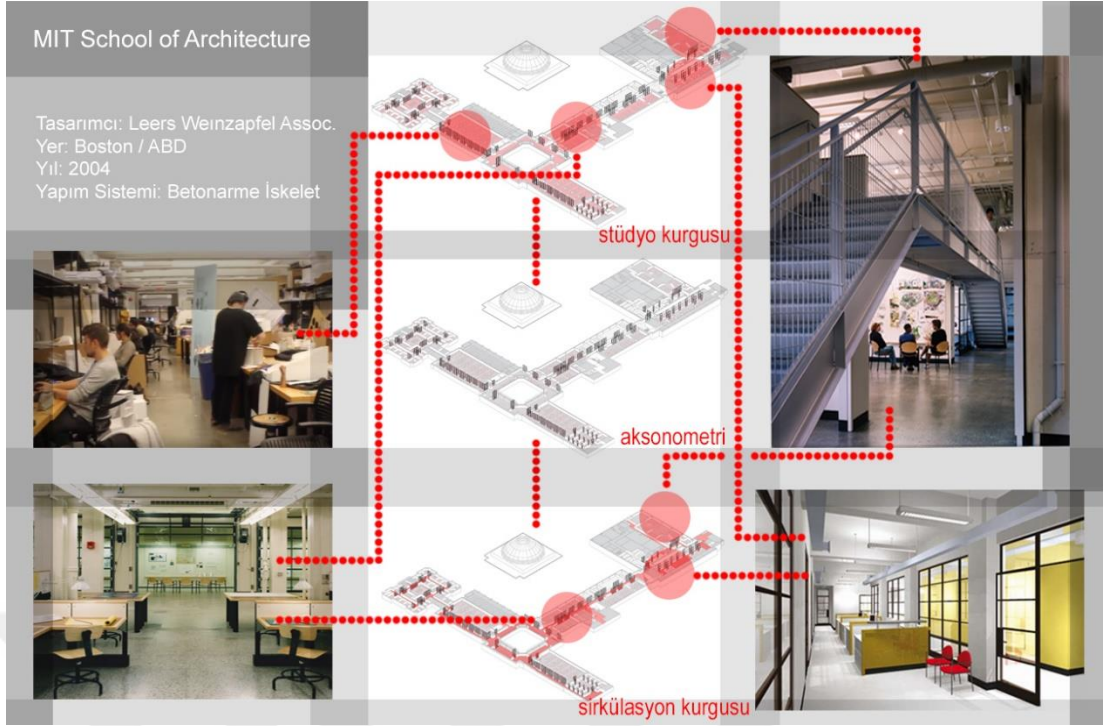 MIT School of Architecture
Tasarımcı: Leers Weınzapfel Assoc.
Yer: Boston / ABD
Yıl: 2004
Yapım Sistemi: Betonarme İskelet
stüdyo kurgusu
aksonometri
sirkülasyon kurgusu